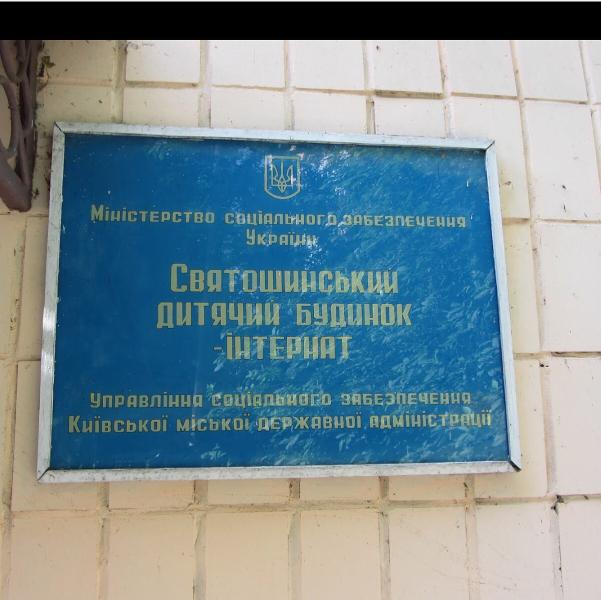 Міністерство соціального забезпечення
України
Святошинський
дитячий будинок
-інтернат
Управління соціального забезпечення
Київської міської державної адміністрації